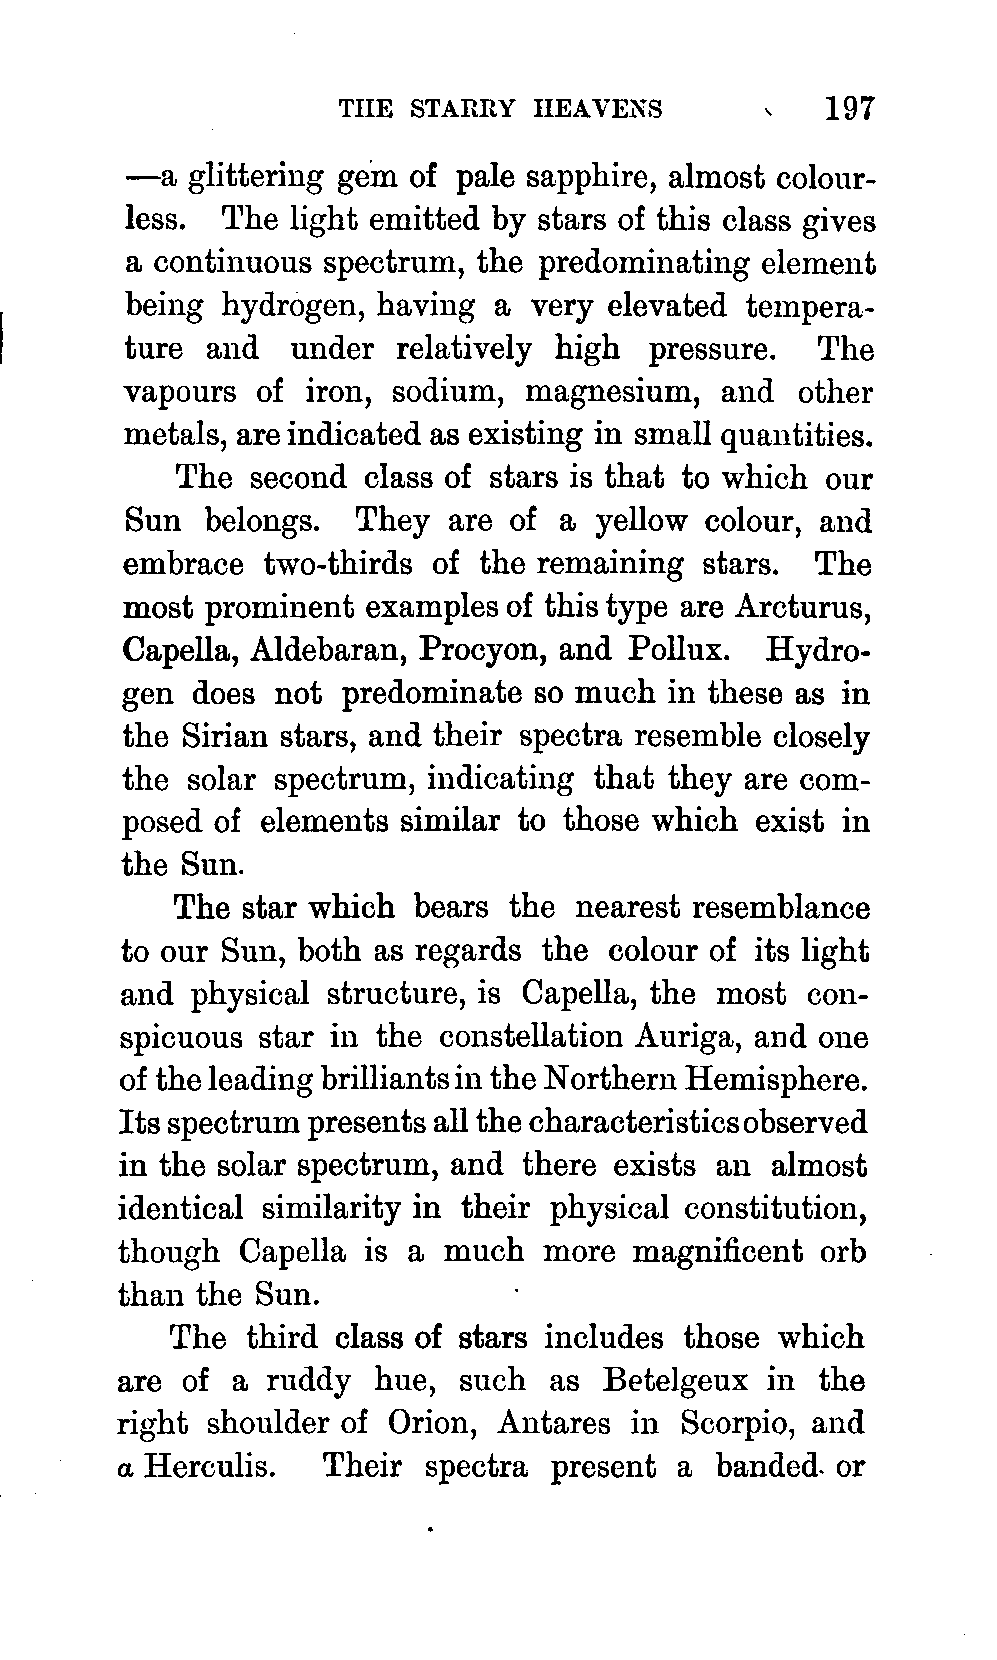 THE STARRY HEAVENS 197
—a glittering gem of pale sapphire, almost colour-
less. The light emitted by stars of this class gives
a continuous spectrum, the predominating element
being hydrogen, having a very elevated tempera-
ture and under relatively high pressure. The
vapours of iron, sodium, magnesium, and other
metals, are indicated as existing in small quantities.
The second class of stars is that to which our
Sun belongs. They are of a yellow colour, and
embrace two-thirds of the remaining stars. The
most prominent examples of this type are Arcturus,
Capella, Aldebaran, Procyon, and Pollux. Hydro-
gen does not predominate so much in these as in
the Sirian stars, and their spectra resemble closely
the solar spectrum, indicating that they are com-
posed of elements similar to those which exist in
the Sun.
The star which bears the nearest resemblance
to our Sun, both as regards the colour of its light
and physical structure, is Capella, the most con-
spicuous star in the constellation Auriga, and one
of the leading brilliants in the Northern Hemisphere.
Its spectrum presents all the characteristics observed
in the solar spectrum, and there exists an almost
identical similarity in their physical constitution,
though Capella is a much more magnificent orb
than the Sun.
The third class of stars includes those which
are of a ruddy hue, such as Betelgeux in the
right shoulder of Orion, Antares in Scorpio, and
α Herculis. Their spectra present a banded or